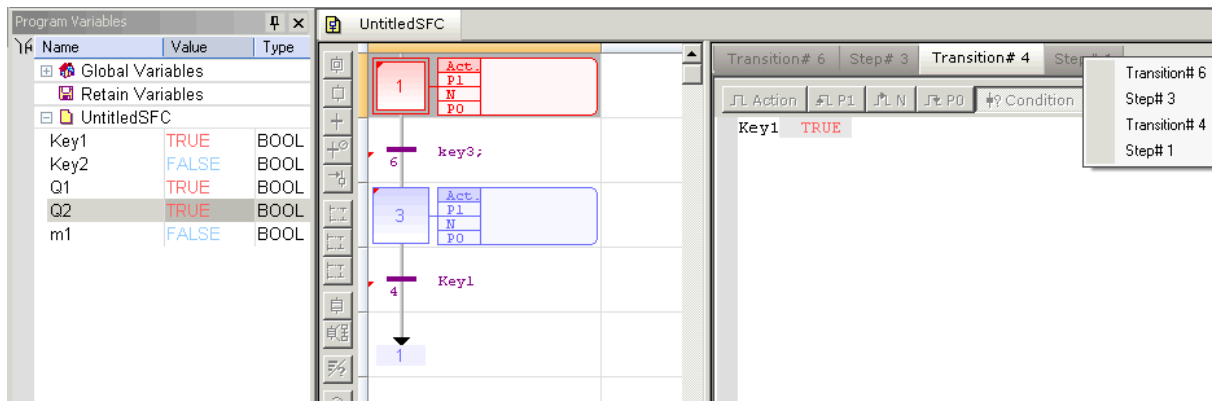 Program Variables
Name Value Type
Global Variables
Retain Variables
UntitledSFC
Key1 TRUE BOOL
Key2 FALSE BOOL
Q1 TRUE BOOL
Q2 TRUE BOOL
m1 FALSE BOOL
UntitledSFC
1
Act.
P1
N
P0
6 key3;
3
Act.
P1
N
P0
4 Key1
1
Transition# 6 Step# 3 Transition# 4
Action P1 N P0 Condition
Key1 TRUE
Transition# 6
Step# 3
Transition# 4
Step# 1